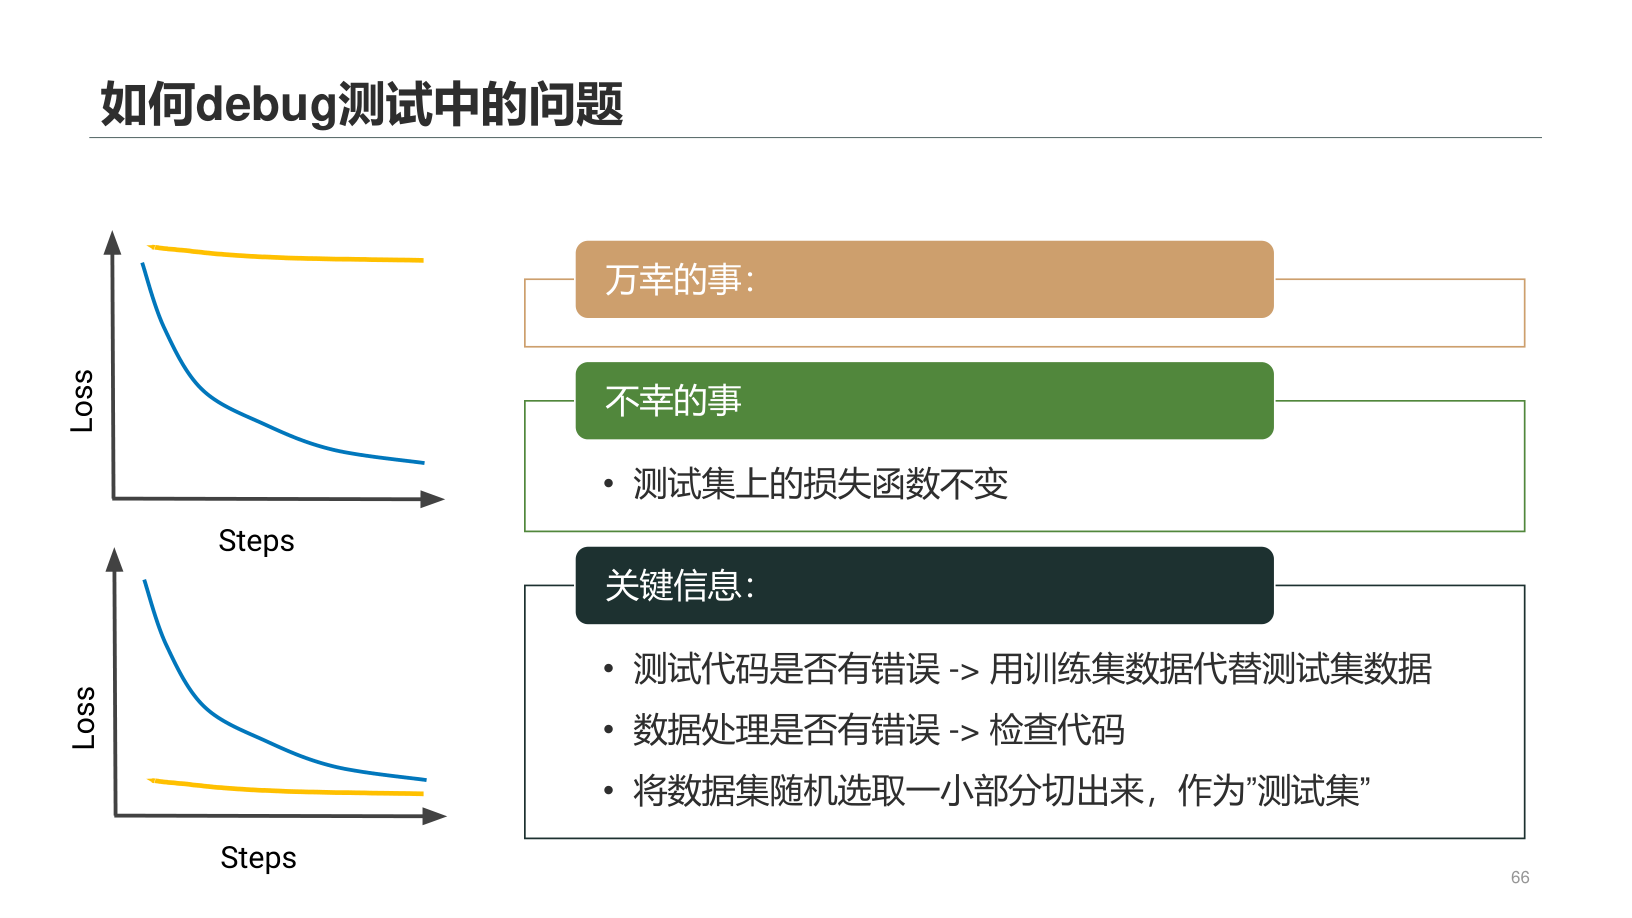 如何debug测试中的问题
Loss
Steps
Loss
Steps
万幸的事：
不幸的事
• 测试集上的损失函数不变
关键信息：
• 测试代码是否有错误 -> 用训练集数据代替测试集数据
• 数据处理是否有错误 -> 检查代码
• 将数据集随机选取一小部分切出来，作为”测试集”
66